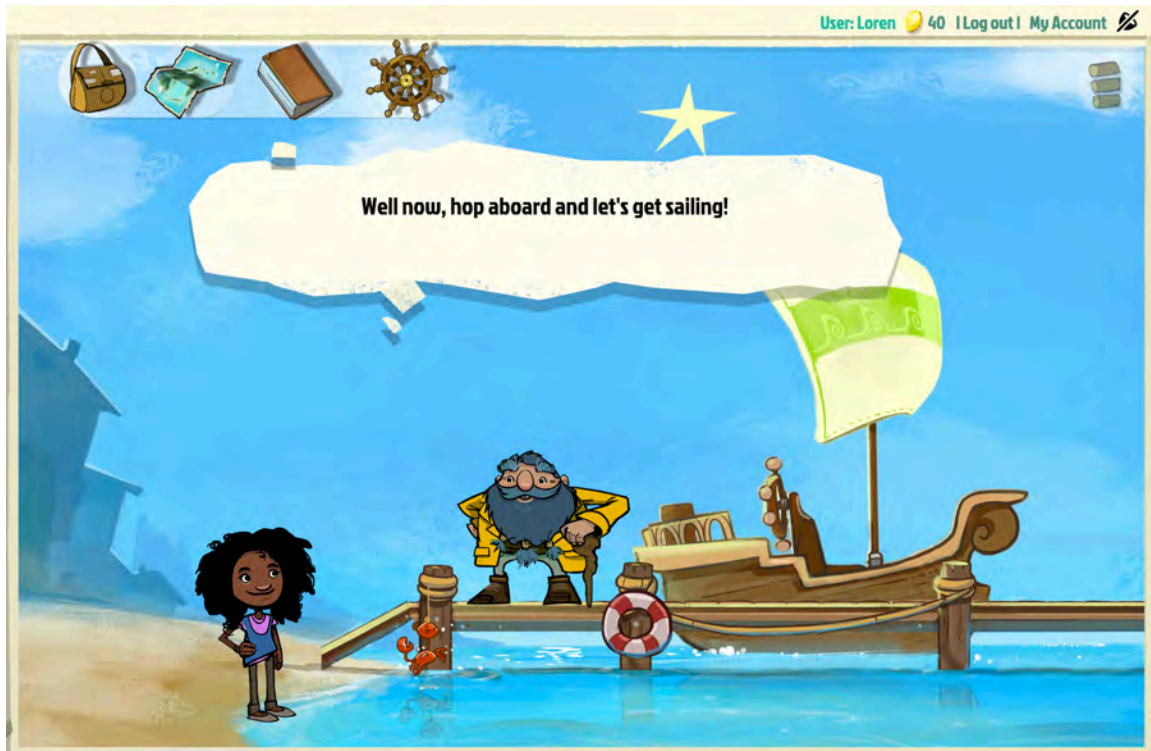 User: Loren 40 | Log out | My Account
Well now, hop aboard and let's get sailing!